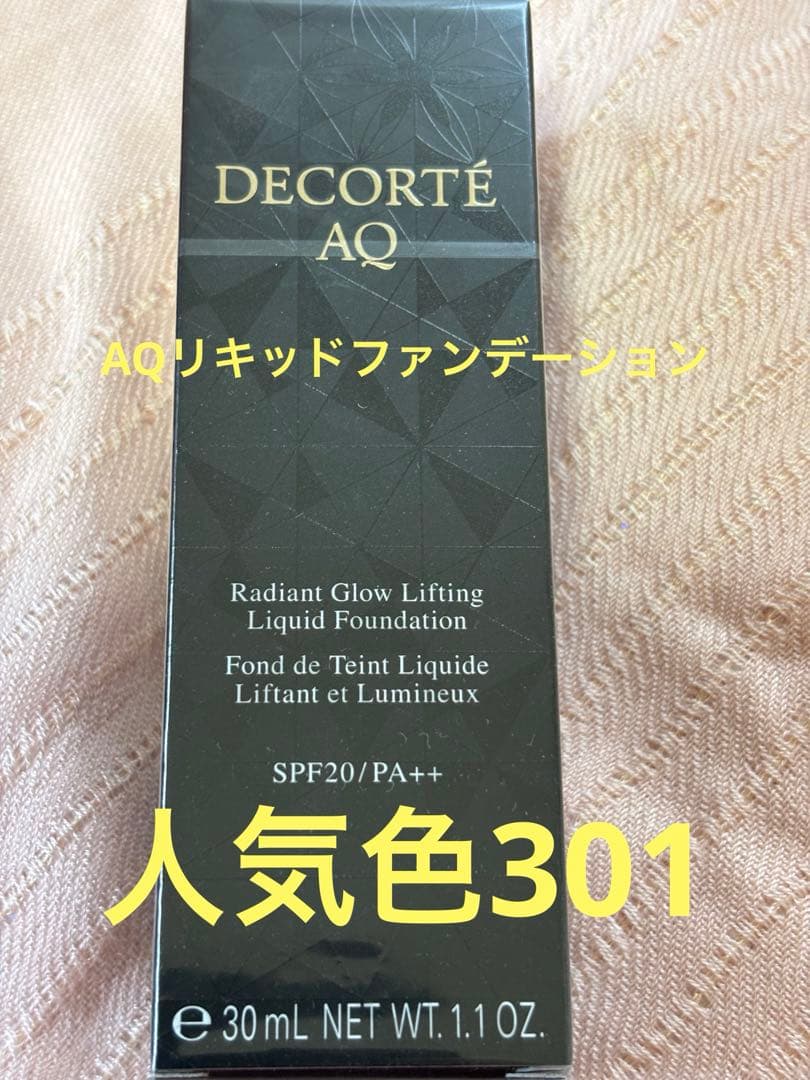 DECORTÉ
AQ
AQリキッドファンデーション
Radiant Glow Lifting
Liquid Foundation
Fond de Teint Liquide
Liftant et Lumineux
SPF20/PA++
人気色301
e 30 mL NET WT. 1.1 OZ.